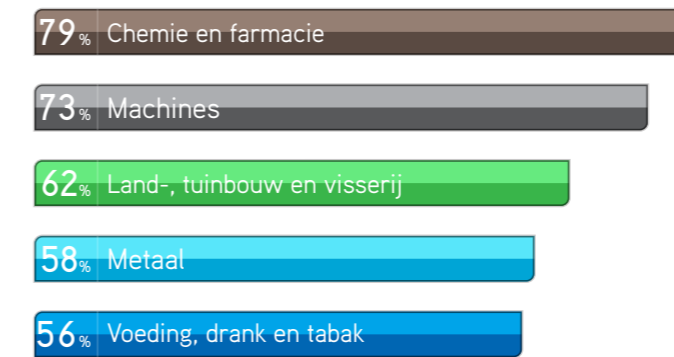 79% Chemie en farmacie
73% Machines
62% Land-, tuinbouw en visserij
58% Metaal
56% Voeding, drank en tabak